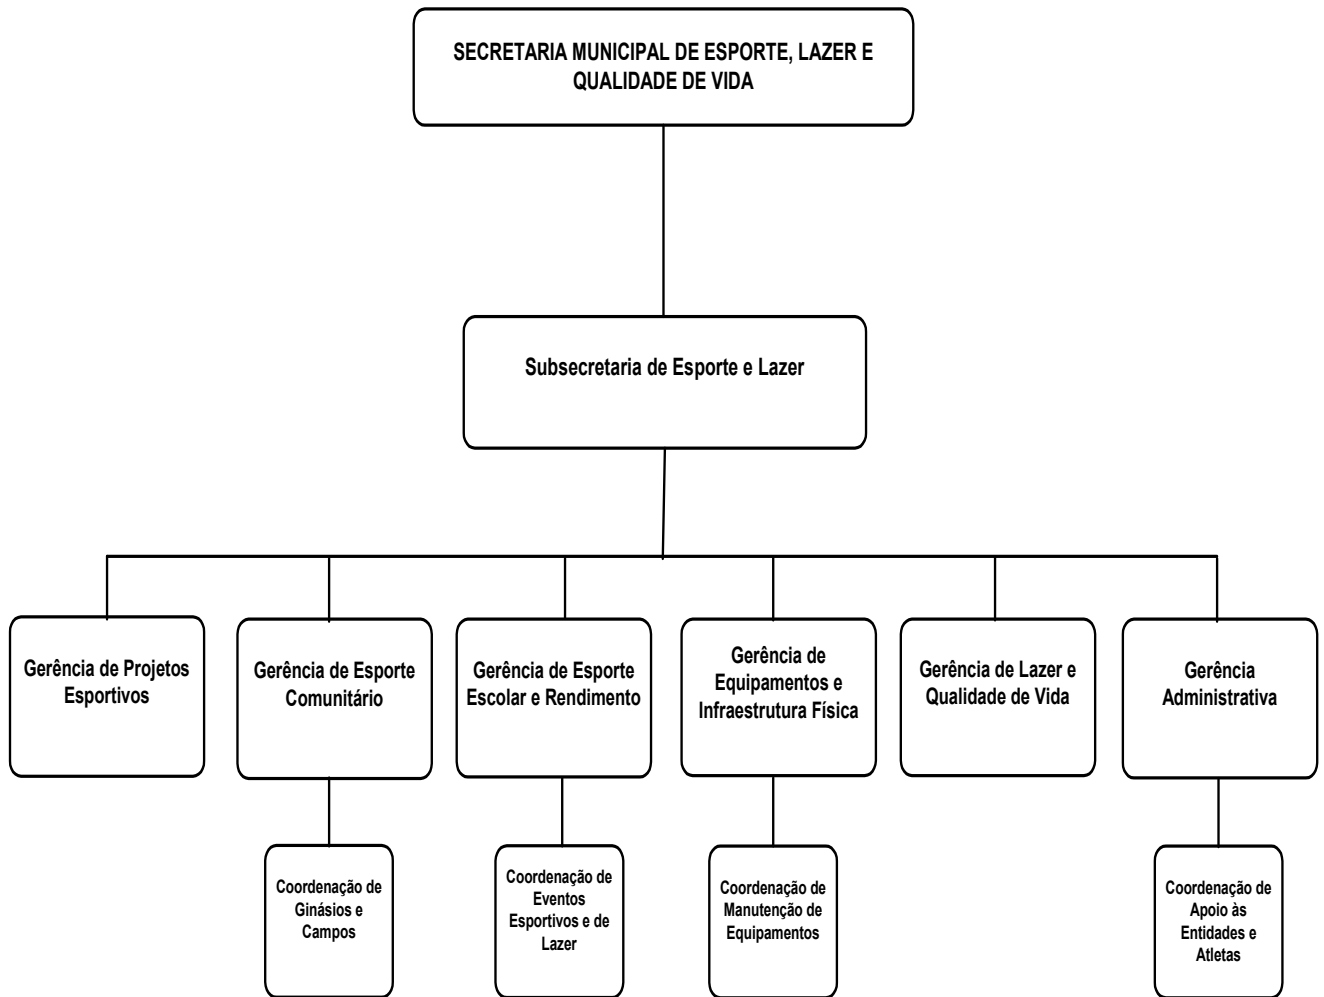 SECRETARIA MUNICIPAL DE ESPORTE, LAZER E
QUALIDADE DE VIDA
Subsecretaria de Esporte e Lazer
Gerência de Projetos
Esportivos
Gerência de Esporte
Comunitário
Gerência de Esporte
Escolar e Rendimento
Gerência de
Equipamentos e
Infraestrutura Física
Gerência de Lazer e
Qualidade de Vida
Gerência
Administrativa
Coordenação de
Ginásios e
Campos
Coordenação de
Eventos
Esportivos e de
Lazer
Coordenação de
Manutenção de
Equipamentos
Coordenação de
Apoio às
Entidades e
Atletas